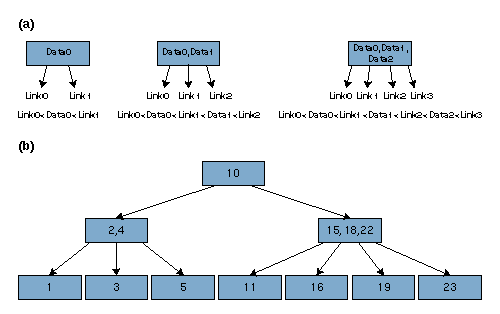 (a)
Data0
Data0,Data1
Data0,Data1,
Data2
Link0 Link1
Link0 Link1 Link2
Link0 Link1 Link2 Link3
Link0<Data0<Link1
Link0<Data0<Link1<Data1<Link2
Link0<Data0<Link1<Data1<Link2<Data2<Link3
(b)
10
2,4
15,18,22
1
3
5
11
16
19
23